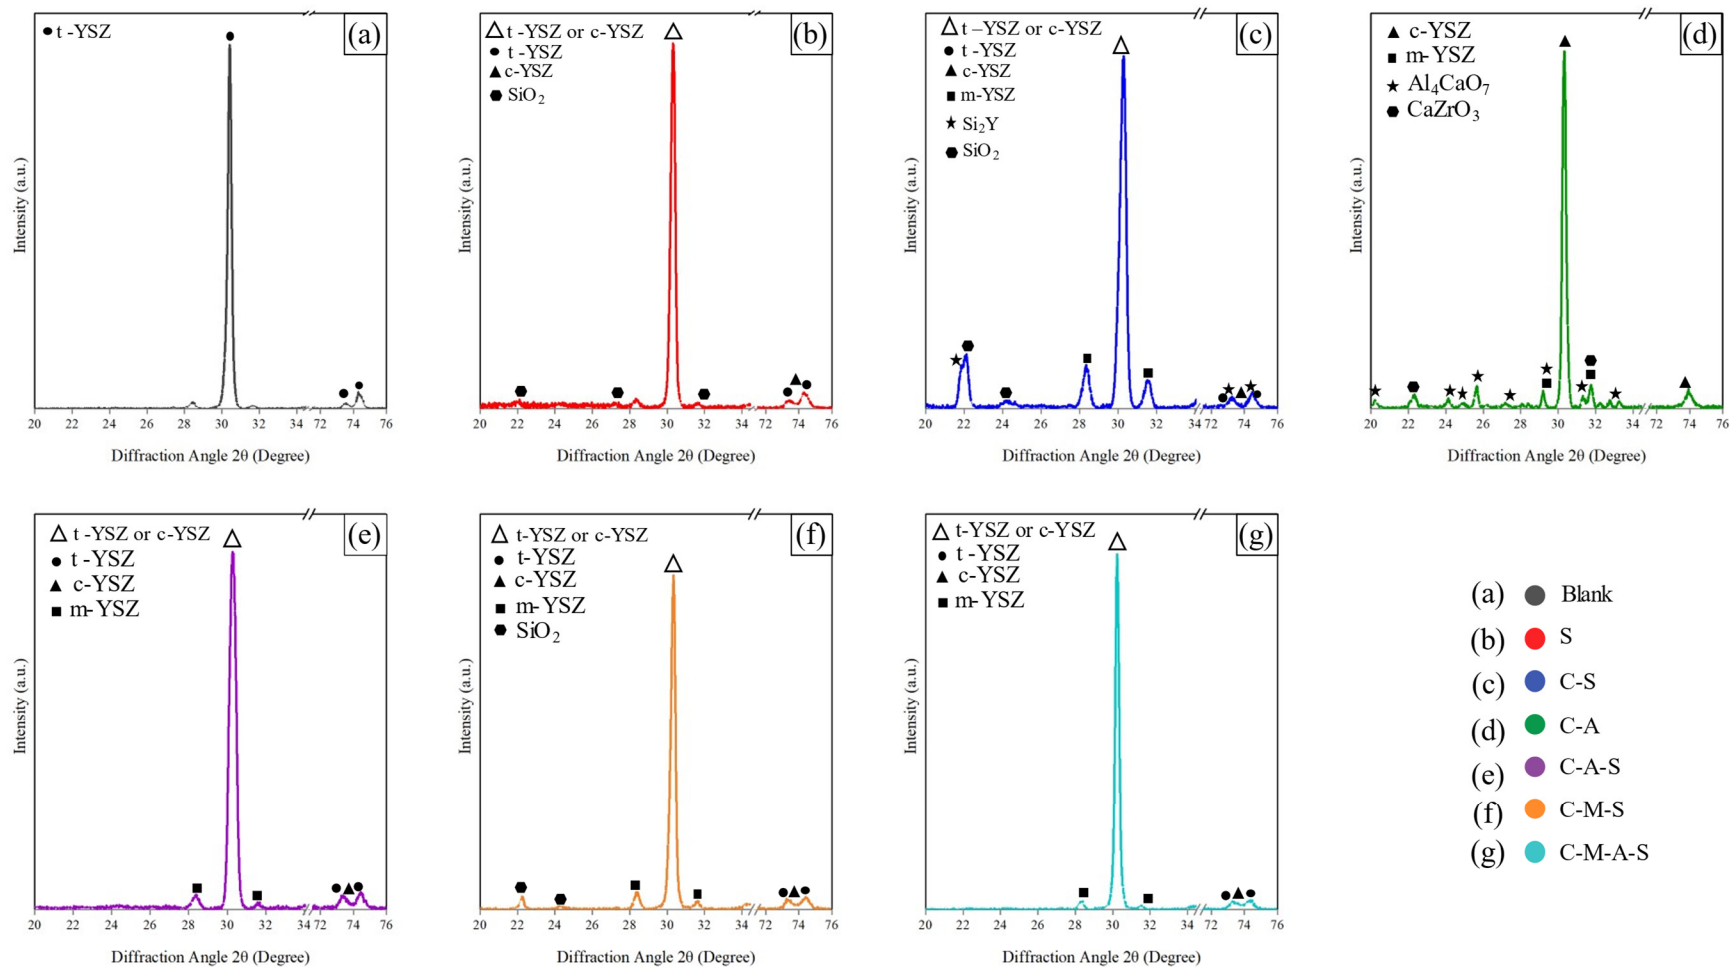 ● t -YSZ
(a)
Intensity (a.u.)
20 22 24 26 28 30 32 34 72 74 76
Diffraction Angle 2θ (Degree)
△ t -YSZ or c-YSZ
● t -YSZ
▲ c-YSZ
⬢ SiO₂
(b)
Intensity (a.u.)
20 22 24 26 28 30 32 34 72 74 76
Diffraction Angle 2θ (Degree)
△ t –YSZ or c-YSZ
● t -YSZ
▲ c-YSZ
■ m-YSZ
★ Si₂Y
⬢ SiO₂
(c)
Intensity (a.u.)
20 22 24 26 28 30 32 34 72 74 76
Diffraction Angle 2θ (Degree)
▲ c-YSZ
■ m-YSZ
★ Al₄CaO₇
⬢ CaZrO₃
(d)
Intensity (a.u.)
20 22 24 26 28 30 32 34 72 74 76
Diffraction Angle 2θ (Degree)
△ t -YSZ or c-YSZ
● t -YSZ
▲ c-YSZ
■ m-YSZ
(e)
Intensity (a.u.)
20 22 24 26 28 30 32 34 72 74 76
Diffraction Angle 2θ (Degree)
△ t-YSZ or c-YSZ
● t-YSZ
▲ c-YSZ
■ m-YSZ
⬢ SiO₂
(f)
Intensity (a.u.)
20 22 24 26 28 30 32 34 72 74 76
Diffraction Angle 2θ (Degree)
△ t-YSZ or c-YSZ
● t -YSZ
▲ c-YSZ
■ m-YSZ
(g)
Intensity (a.u.)
20 22 24 26 28 30 32 34 72 74 76
Diffraction Angle 2θ (Degree)
(a) Blank
(b) S
(c) C-S
(d) C-A
(e) C-A-S
(f) C-M-S
(g) C-M-A-S